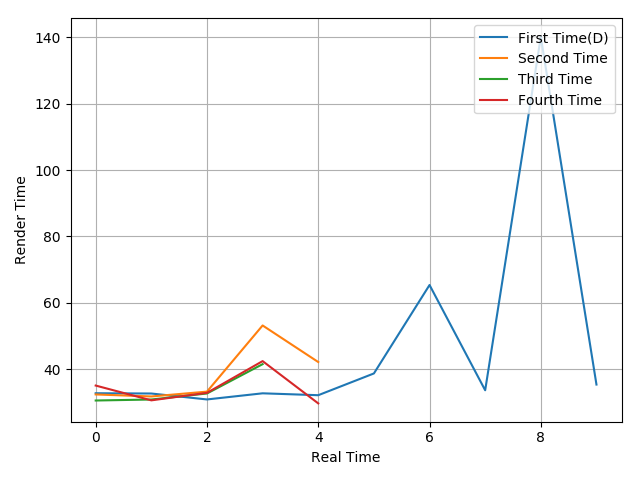 First Time(D)
Second Time
Third Time
Fourth Time
140
120
100
80
60
40
Render Time
0 2 4 6 8
Real Time